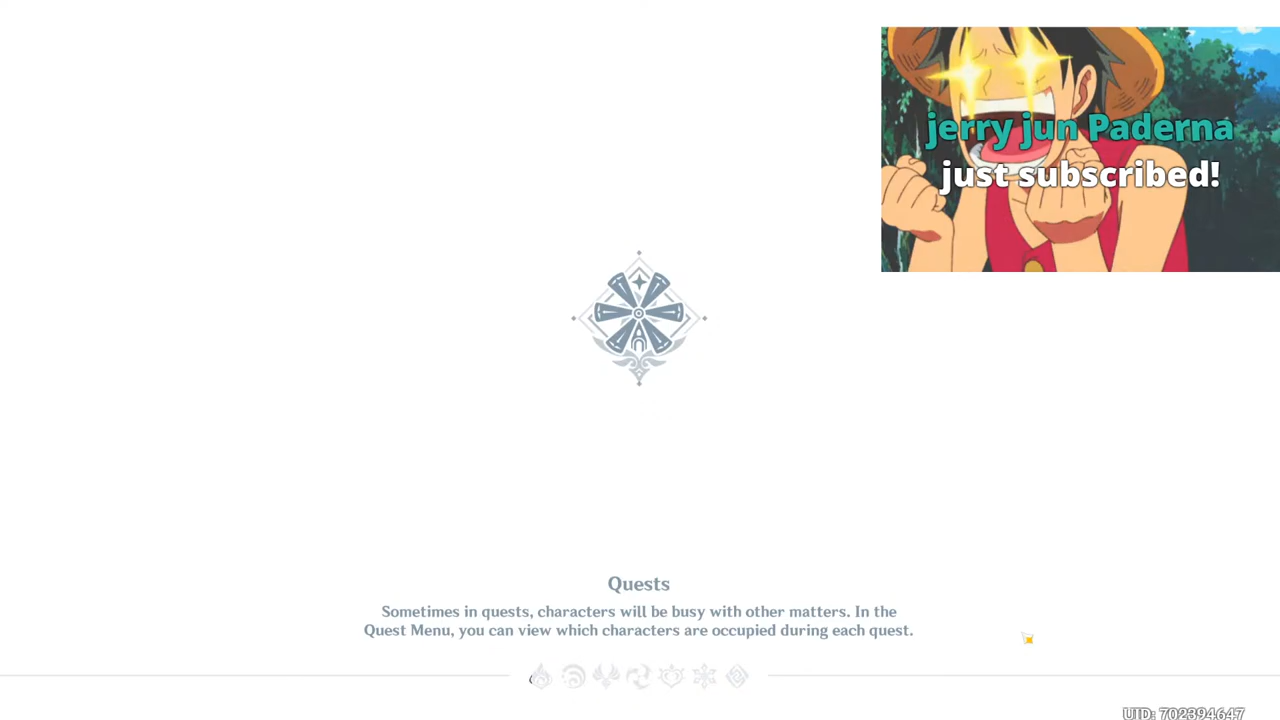 jerry jun Paderna
just subscribed!
Quests
Sometimes in quests, characters will be busy with other matters. In the
Quest Menu, you can view which characters are occupied during each quest.
UID: 702394647